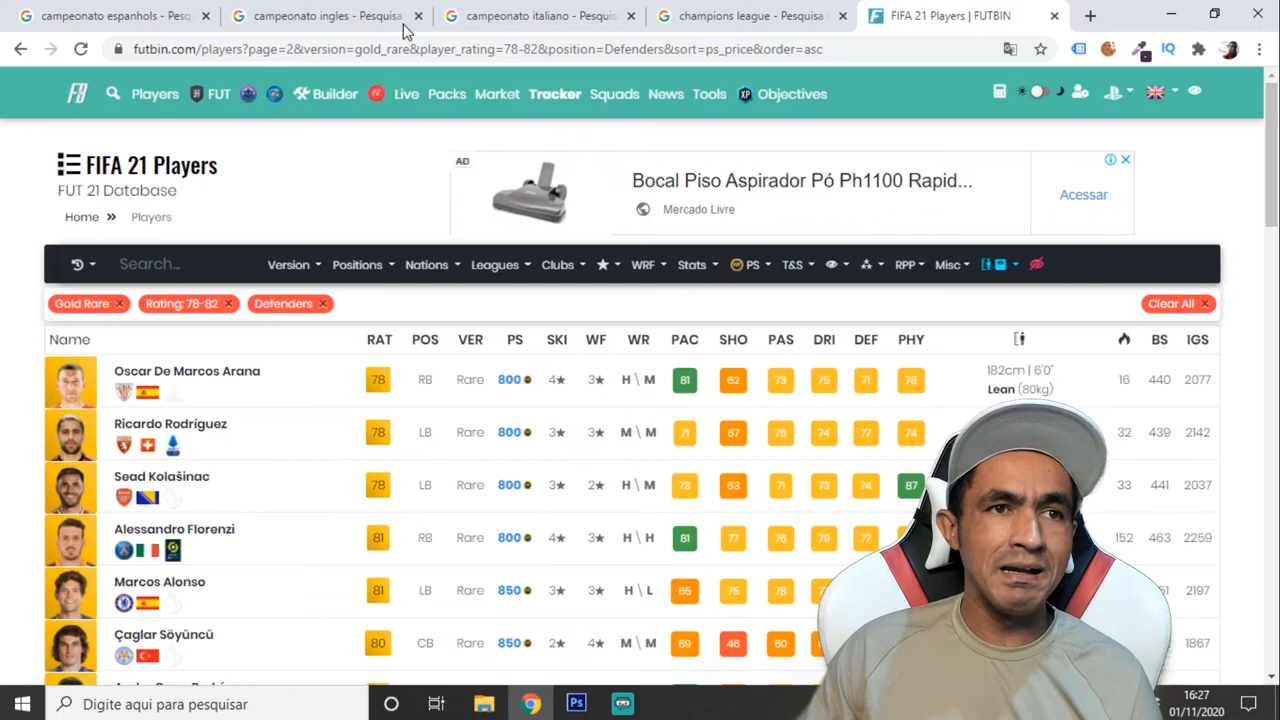 campeonato espanhols - Pesq × campeonato ingles - Pesquisa × campeonato italiano - Pesquis × champions league - Pesquisa × FIFA 21 Players | FUTBIN ×
futbin.com/players?page=2&version=gold_rare&player_rating=78-82&position=Defenders&sort=ps_price&order=asc
Players FUT Builder Live Packs Market Tracker Squads News Tools XP Objectives
FIFA 21 Players
FUT 21 Database
Home » Players
AD
Bocal Piso Aspirador Pó Ph1100 Rapid...
Mercado Livre
Acessar
Search... Version Positions Nations Leagues Clubs WRF Stats PS T&S RPP Misc
Gold Rare × Rating: 78-82 × Defenders × Clear All ×
Name RAT POS VER PS SKI WF WR PAC SHO PAS DRI DEF PHY BS IGS
Oscar De Marcos Arana 78 RB Rare 800 4★ 3★ H \ M 81 62 73 75 71 78 182cm | 6'0" Lean (80kg) 16 440 2077
Ricardo Rodríguez 78 LB Rare 800 3★ 3★ M \ M 71 67 76 74 77 74 32 439 2142
Sead Kolašinac 78 LB Rare 800 3★ 2★ H \ M 73 63 71 73 74 87 33 441 2037
Alessandro Florenzi 81 RB Rare 800 4★ 3★ H \ H 81 77 76 79 77 152 463 2259
Marcos Alonso 81 LB Rare 850 3★ 3★ H \ L 65 75 78 2197
Çaglar Söyüncü 80 CB Rare 850 2★ 4★ M \ M 69 46 60 1867
Digite aqui para pesquisar
Ps
16:27
01/11/2020